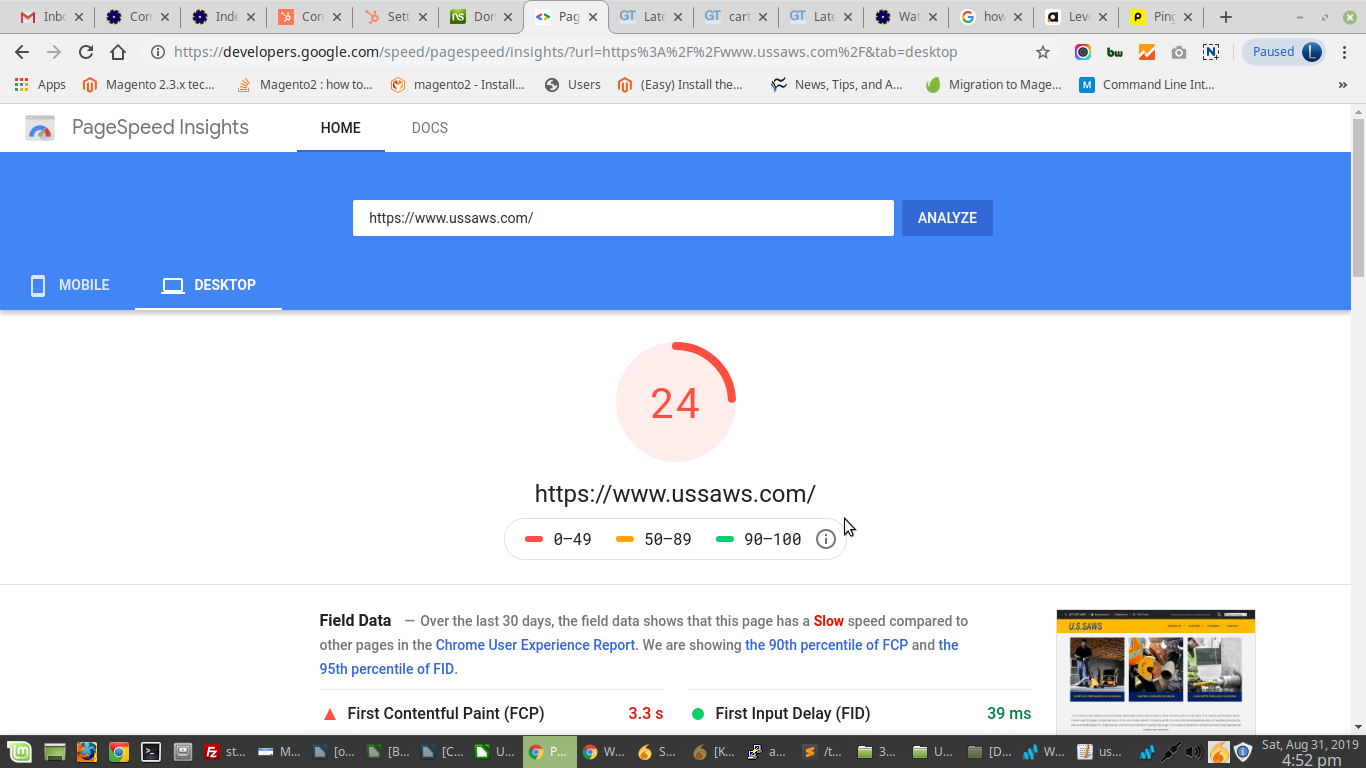 Inbo Con Inde Con Sett Don Pag Late cart Late Wat how Leve Ping
https://developers.google.com/speed/pagespeed/insights/?url=https%3A%2F%2Fwww.ussaws.com%2F&tab=desktop bw N Paused L
Apps Magento 2.3.x tec... Magento2 : how to... magento2 - Install... Users (Easy) Install the... News, Tips, and A... Migration to Mage... M Command Line Int... »
PageSpeed Insights HOME DOCS
https://www.ussaws.com/ ANALYZE
MOBILE DESKTOP
24
https://www.ussaws.com/
0–49 50–89 90–100
Field Data — Over the last 30 days, the field data shows that this page has a Slow speed compared to
other pages in the Chrome User Experience Report. We are showing the 90th percentile of FCP and the
95th percentile of FID.
U.S.SAWS
First Contentful Paint (FCP) 3.3 s First Input Delay (FID) 39 ms
st... M... [o... [B... [C... U... P... W... S... [K... a... /t... 3... U... [D... W... us... Sat, Aug 31, 2019
4:52 pm